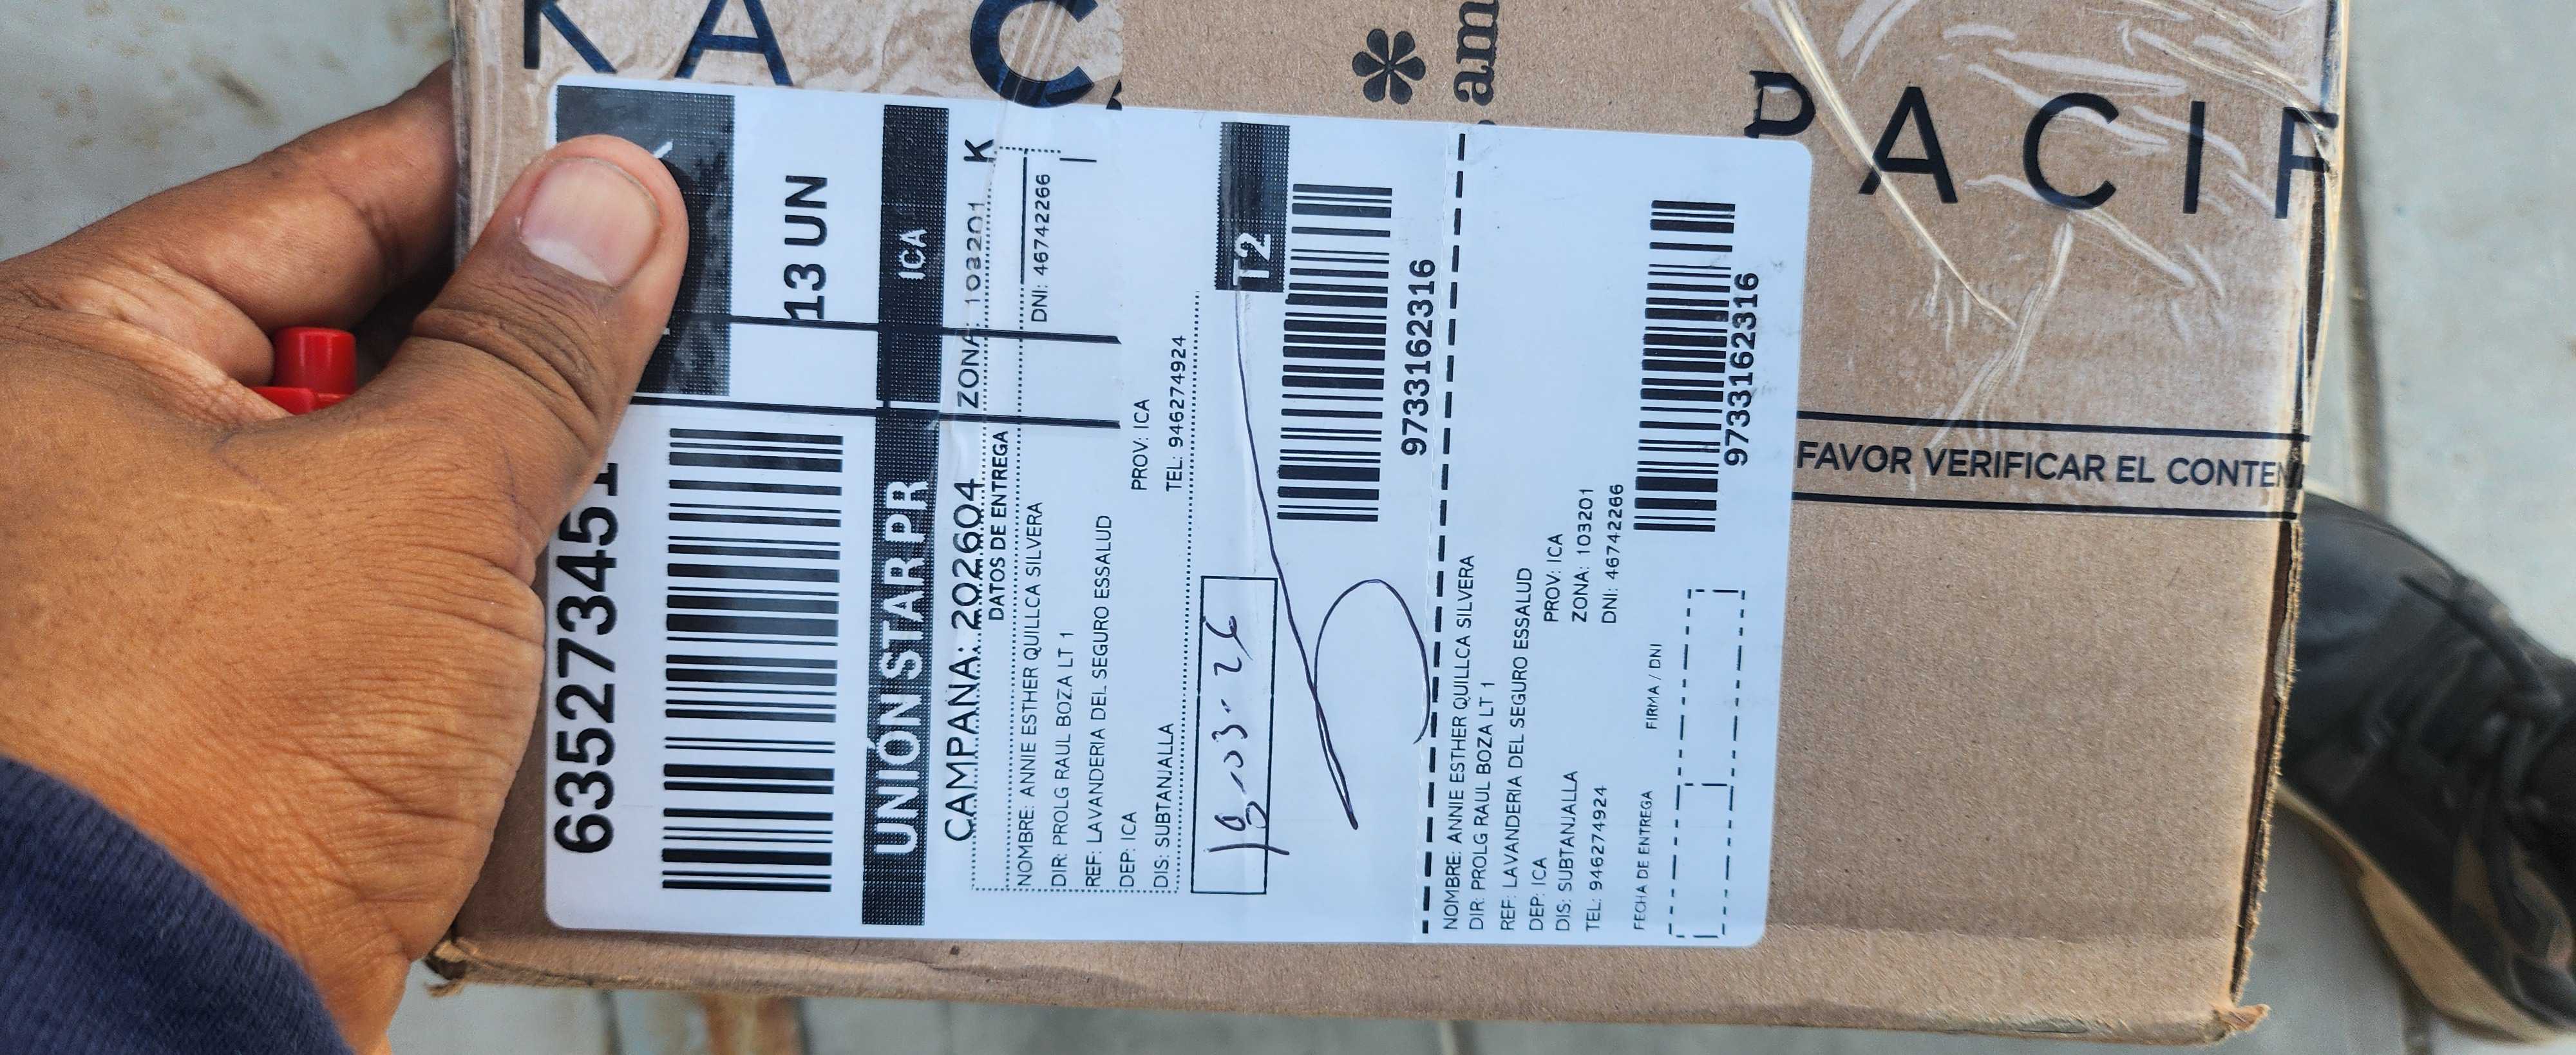 KA C
* am
PACIF
6352734451
13 UN
UNIÓN STAR PR ICA
CAMPAÑA: 202604 ZONA: 103201 K
DATOS DE ENTREGA
NOMBRE: ANNIE ESTHER QUILLCA SILVERA DNI: 46742266
DIR: PROLG RAUL BOZA LT 1
REF: LAVANDERIA DEL SEGURO ESSALUD
DEP: ICA PROV: ICA
DIS: SUBTANJALLA TEL: 946274924
T2
9733162316
NOMBRE: ANNIE ESTHER QUILLCA SILVERA
DIR: PROLG RAUL BOZA LT 1
REF: LAVANDERIA DEL SEGURO ESSALUD
DEP: ICA PROV: ICA
DIS: SUBTANJALLA ZONA: 103201
TEL: 946274924 DNI: 46742266
FECHA DE ENTREGA FIRMA / DNI
9733162316
FAVOR VERIFICAR EL CONTEN